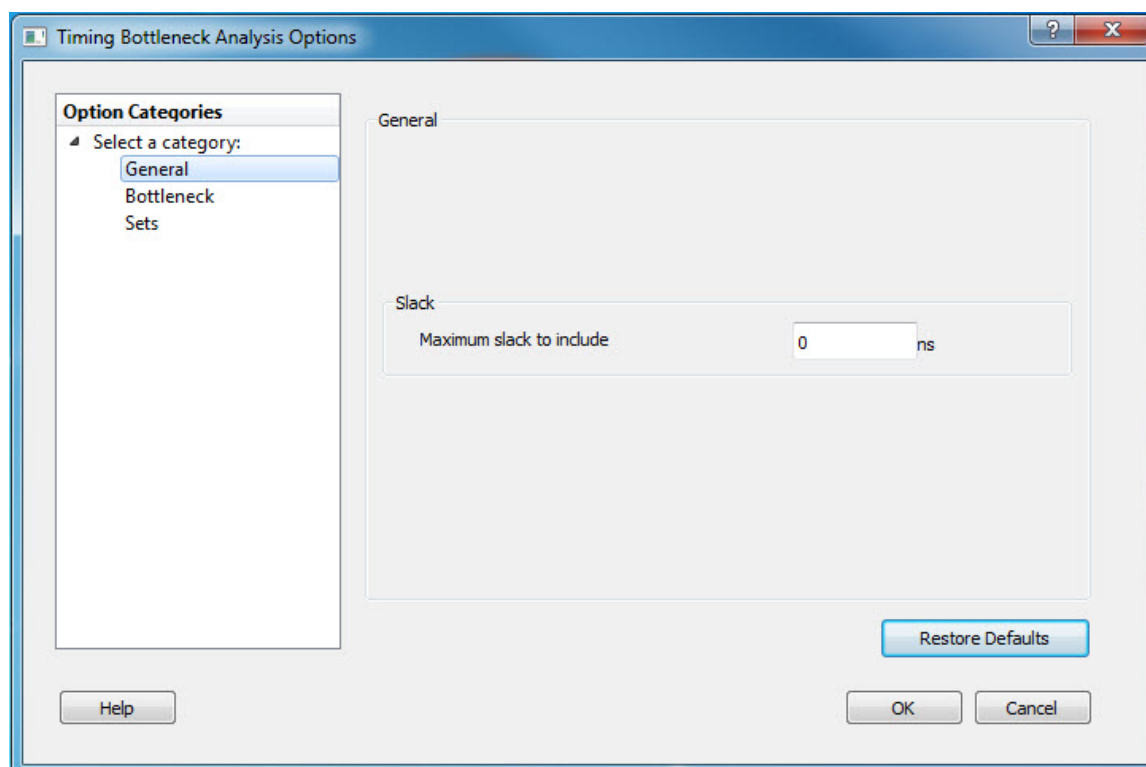 Timing Bottleneck Analysis Options
Option Categories
Select a category:
General
Bottleneck
Sets
General
Slack
Maximum slack to include 0 ns
Restore Defaults
Help OK Cancel